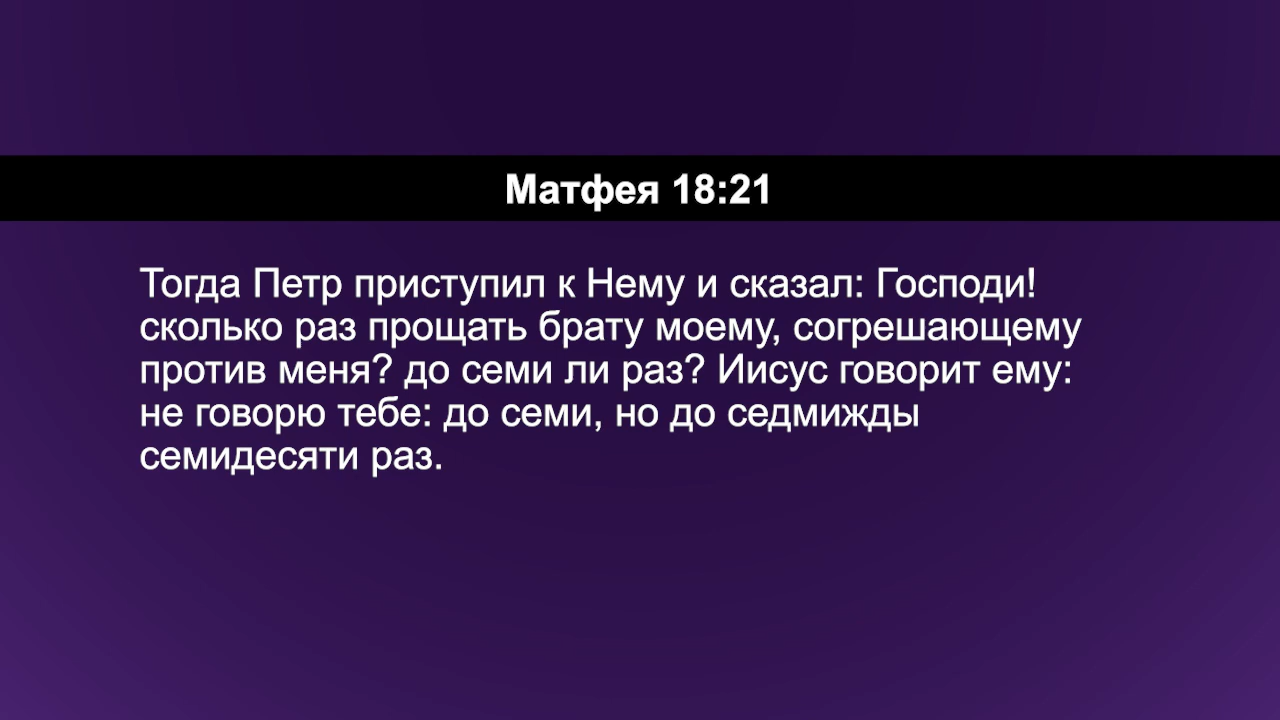 Матфея 18:21
Тогда Петр приступил к Нему и сказал: Господи!
сколько раз прощать брату моему, согрешающему
против меня? до семи ли раз? Иисус говорит ему:
не говорю тебе: до семи, но до седмижды
семидесяти раз.